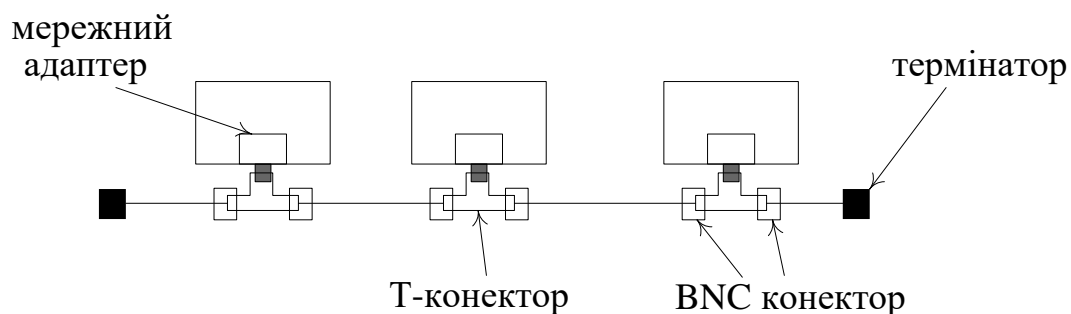 мережний
адаптер
термінатор
Т-конектор
BNC конектор